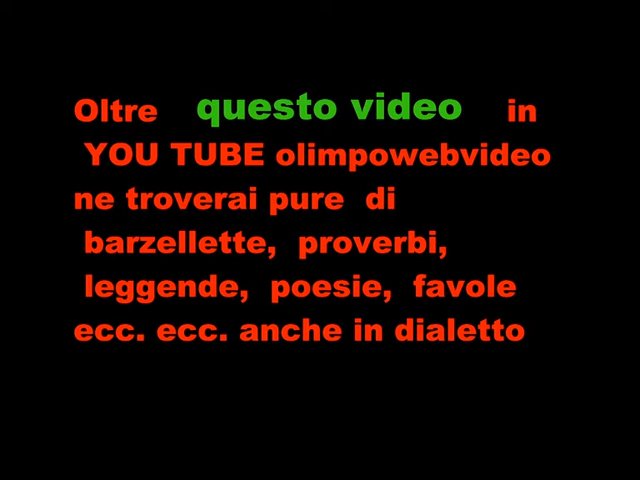 Oltre questo video in
YOU TUBE olimpowebvideo
ne troverai pure di
barzellette, proverbi,
leggende, poesie, favole
ecc. ecc. anche in dialetto